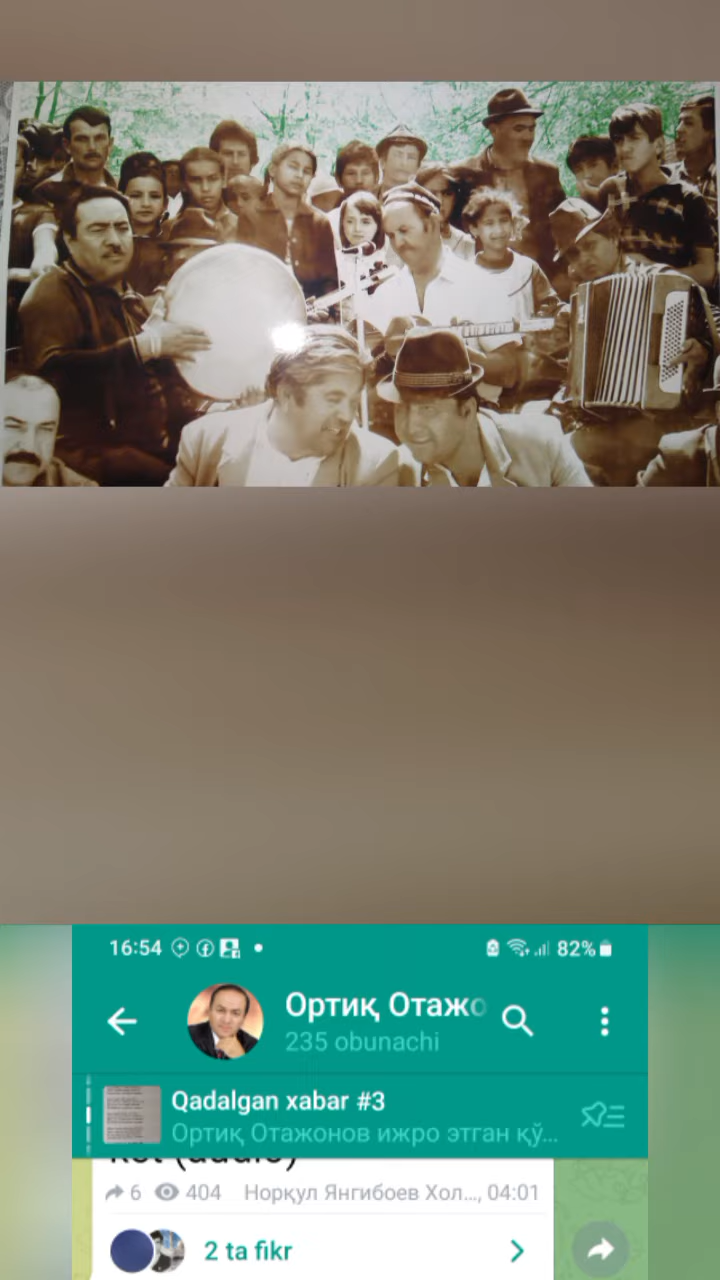 16:54 82%
Ортиқ Отажо
235 obunachi
Qadalgan xabar #3
Ортиқ Отажонов ижро этган қў...
6 404 Норқул Янгибоев Хол..., 04:01
2 ta fikr